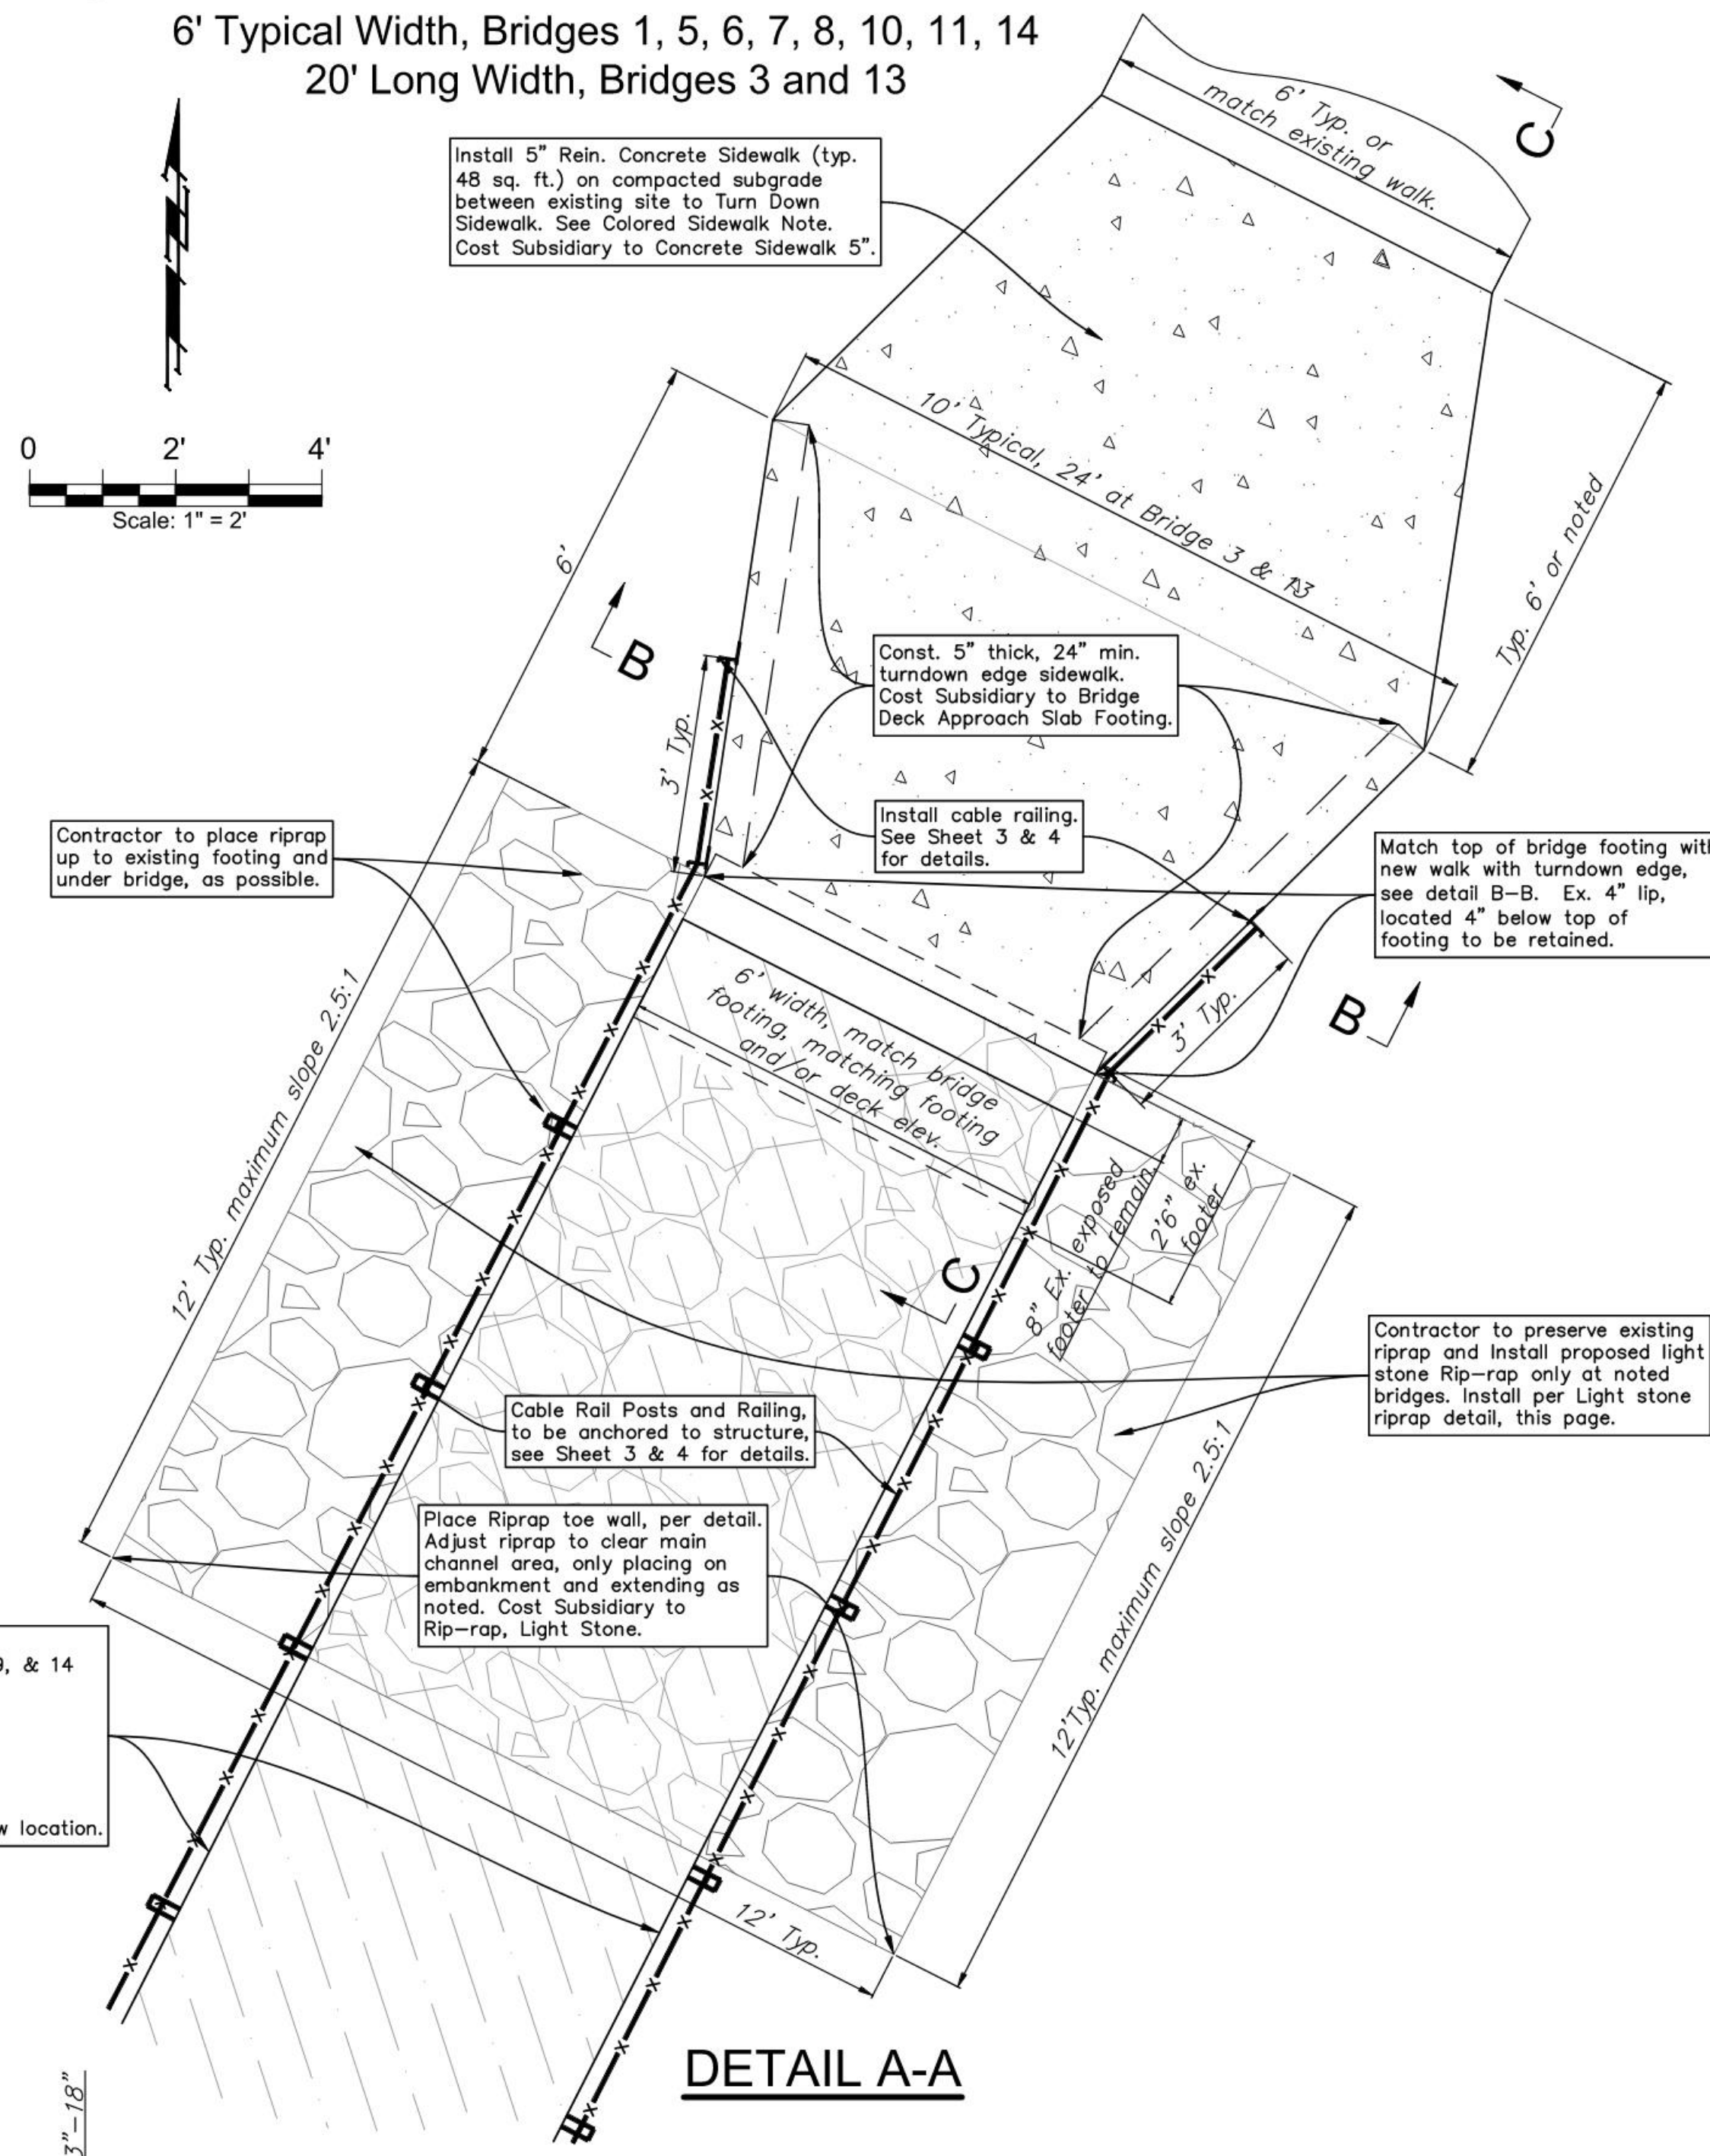 6' Typical Width, Bridges 1, 5, 6, 7, 8, 10, 11, 14
20' Long Width, Bridges 3 and 13
6' Typ. or
match existing walk.
C
Install 5" Rein. Concrete Sidewalk (typ.
48 sq. ft.) on compacted subgrade
between existing site to Turn Down
Sidewalk. See Colored Sidewalk Note.
Cost Subsidiary to Concrete Sidewalk 5".
N
0 2' 4'
Scale: 1" = 2'
10' Typical, 24' at Bridge 3 & 13
6'
Typ. 6' or noted
B
Const. 5" thick, 24" min.
turndown edge sidewalk.
Cost Subsidiary to Bridge
Deck Approach Slab Footing.
3' Typ.
Install cable railing.
See Sheet 3 & 4
for details.
Contractor to place riprap
up to existing footing and
under bridge, as possible.
Match top of bridge footing with
new walk with turndown edge,
see detail B-B. Ex. 4" lip,
located 4" below top of
footing to be retained.
B
3' Typ.
6' width, match bridge
footing, matching footing
and/or deck elev.
12' Typ. maximum slope 2.5:1
8" Ex. exposed
footer to remain.
2'6" ex.
footer
C
Contractor to preserve existing
riprap and Install proposed light
stone Rip-rap only at noted
bridges. Install per Light stone
riprap detail, this page.
Cable Rail Posts and Railing,
to be anchored to structure,
see Sheet 3 & 4 for details.
Place Riprap toe wall, per detail.
Adjust riprap to clear main
channel area, only placing on
embankment and extending as
noted. Cost Subsidiary to
Rip-rap, Light Stone.
12'Typ. maximum slope 2.5:1
, & 14
location.
12' Typ.
DETAIL A-A
3"-18"